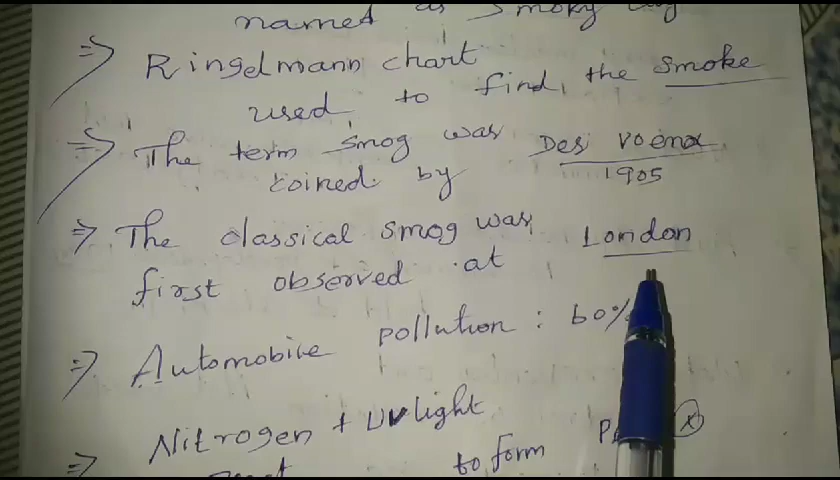 named as smoky
⇒ Ringelmann chart
used to find, the smoke
⇒ The term smog was Des voena
coined by 1905
⇒ The classical smog was London
first observed at
⇒ Automobile pollution : 60%
Nitrogen + UV light
⇒ to form